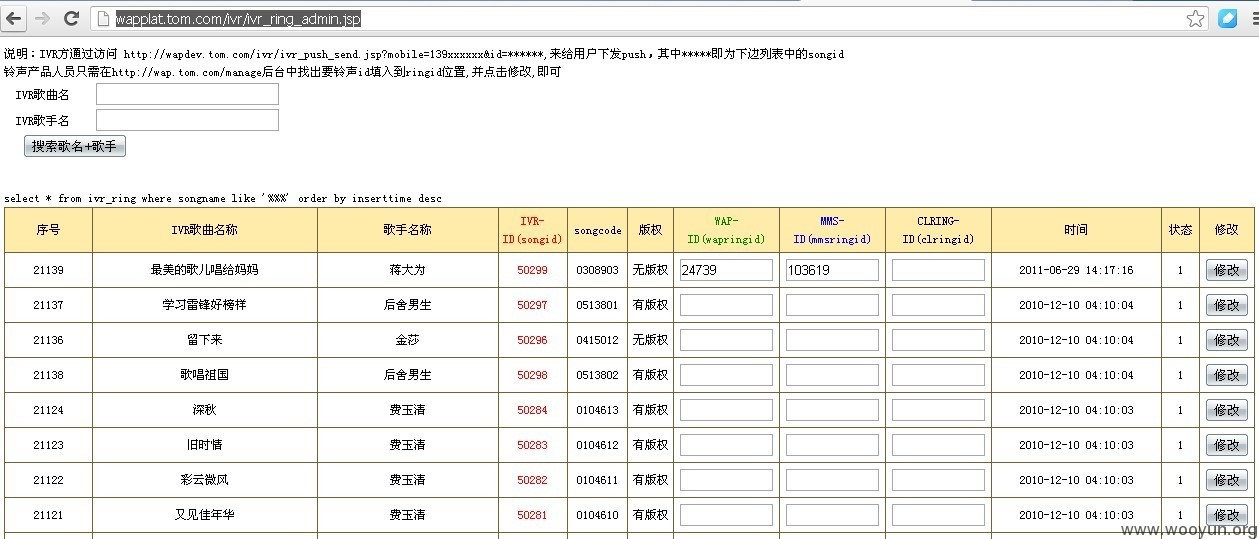 wapplat.tom.com/ivr/ivr_ring_admin.jsp
说明：IVR方通过访问 http://wapdev.tom.com/ivr/ivr_push_send.jsp?mobile=139xxxxxx&id=******,来给用户下发push，其中*****即为下边列表中的songid
铃声产品人员只需在http://wap.tom.com/manage后台中找出要铃声id填入到ringid位置,并点击修改,即可
IVR歌曲名
IVR歌手名
搜索歌名+歌手
select * from ivr_ring where songname like '%%%' order by inserttime desc
序号 IVR歌曲名称 歌手名称 IVR-ID(songid) songcode 版权 WAP-ID(wapringid) MMS-ID(mmsringid) CLRING-ID(clringid) 时间 状态 修改
21139 最美的歌儿唱给妈妈 蒋大为 50299 0308903 无版权 24739 103619 2011-06-29 14:17:16 1 修改
21137 学习雷锋好榜样 后舍男生 50297 0513801 有版权 2010-12-10 04:10:04 1 修改
21136 留下来 金莎 50296 0415012 无版权 2010-12-10 04:10:04 1 修改
21138 歌唱祖国 后舍男生 50298 0513802 有版权 2010-12-10 04:10:04 1 修改
21124 深秋 费玉清 50284 0104613 有版权 2010-12-10 04:10:03 1 修改
21123 旧时情 费玉清 50283 0104612 有版权 2010-12-10 04:10:03 1 修改
21122 彩云微风 费玉清 50282 0104611 有版权 2010-12-10 04:10:03 1 修改
21121 又见佳年华 费玉清 50281 0104610 有版权 2010-12-10 04:10:03 1 修改
www.wooyun.org